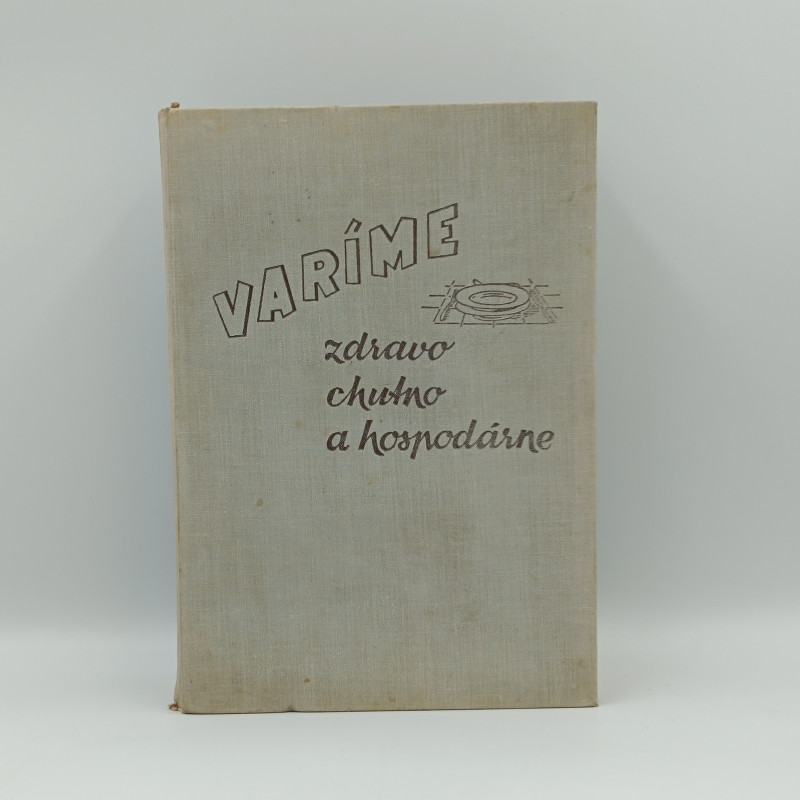 VARÍME
zdravo
chutno
a hospodárne